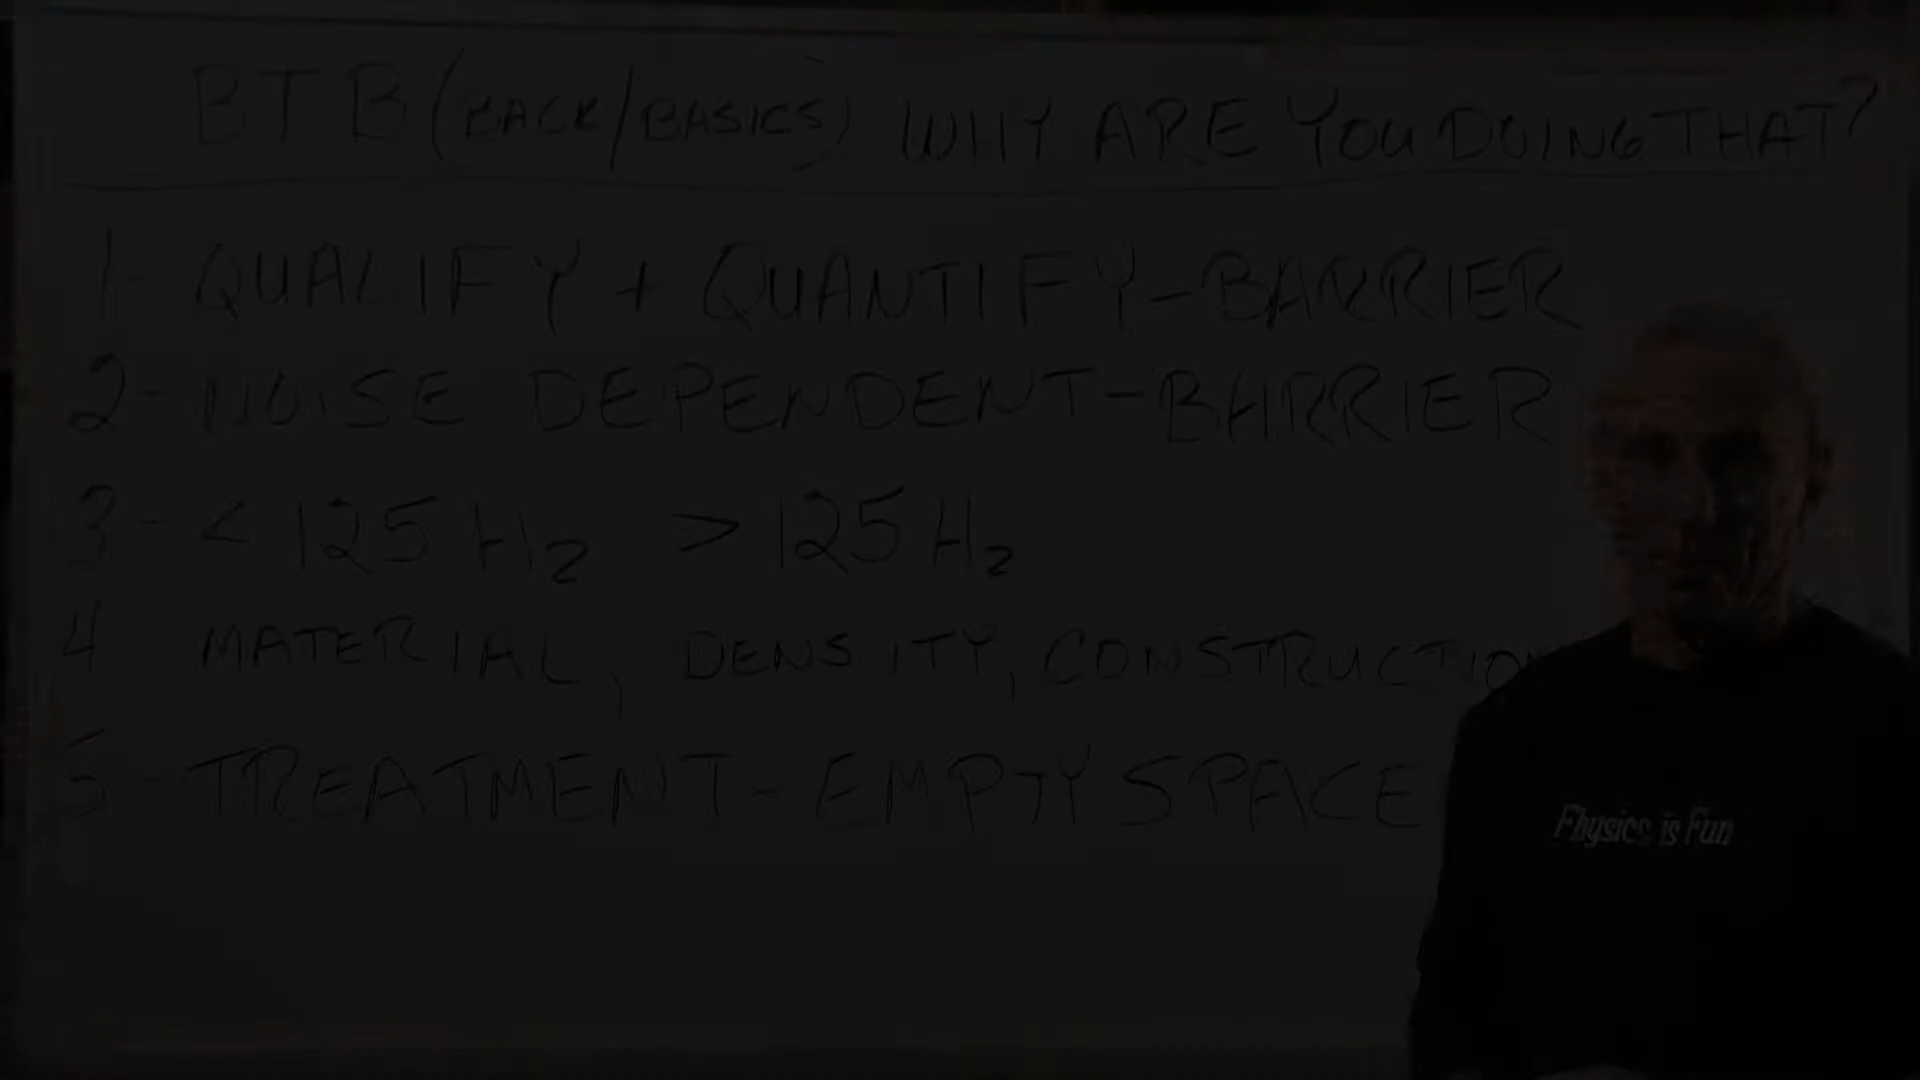 BTB (BACK/BASICS) WHY ARE YOU DOING THAT?
1- QUALIFY + QUANTIFY-BARRIER
2- NOISE DEPENDENT-BARRIER
3- < 125 Hz > 125 Hz
4 MATERIAL, DENSITY, CONSTRUCTION
5- TREATMENT- EMPTY SPACE
Physics is Fun